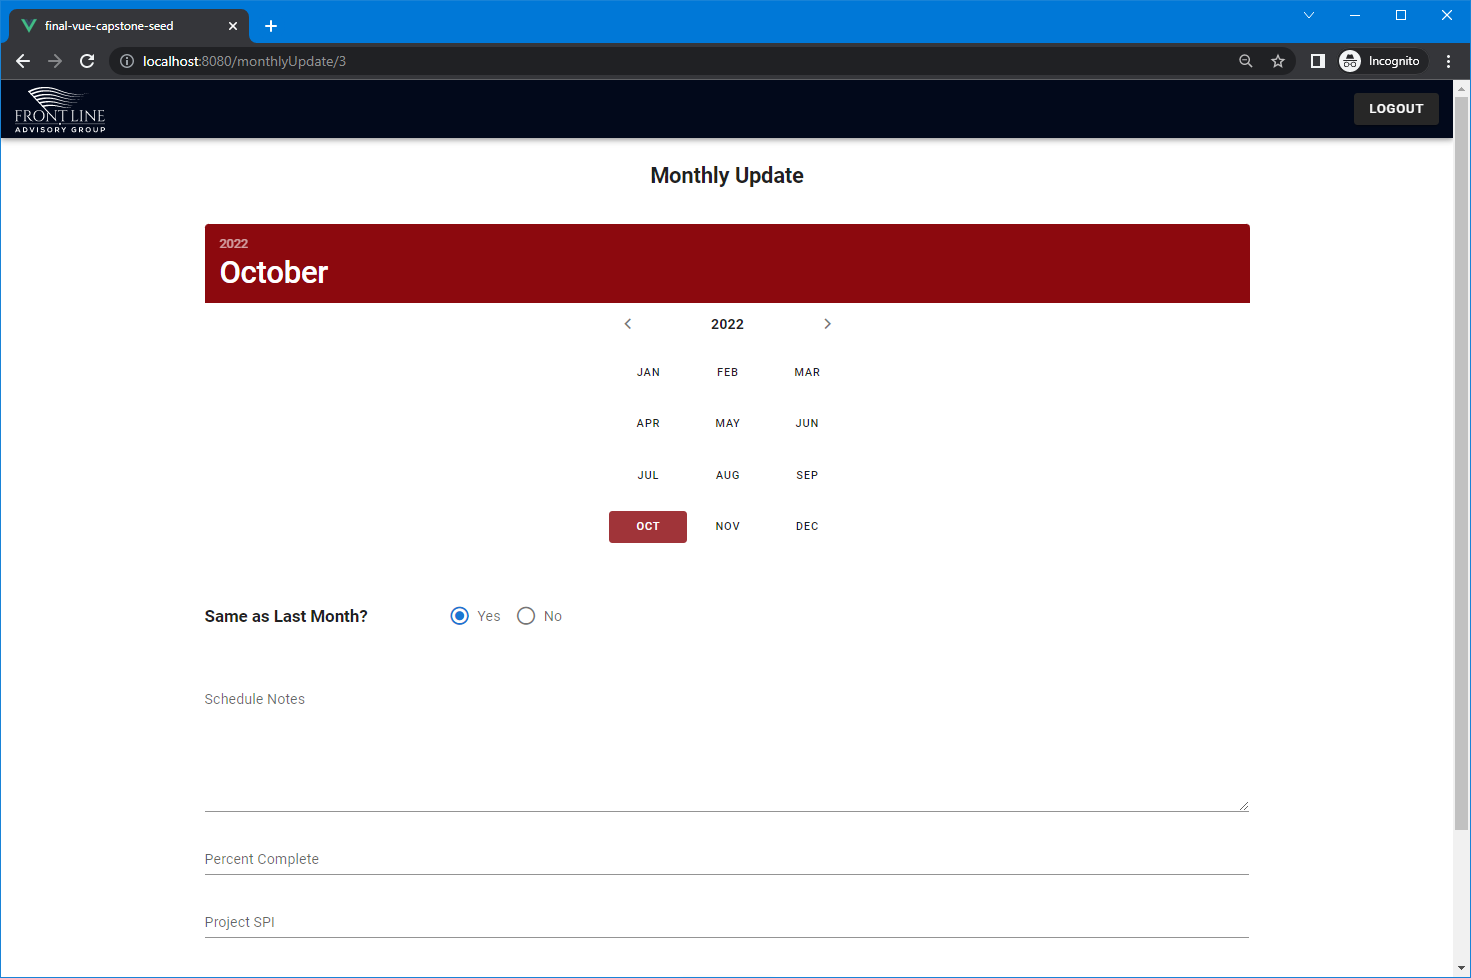 final-vue-capstone-seed
localhost:8080/monthlyUpdate/3
Incognito
FRONT LINE
ADVISORY GROUP
LOGOUT
Monthly Update
2022
October
2022
JAN FEB MAR
APR MAY JUN
JUL AUG SEP
OCT NOV DEC
Same as Last Month? Yes No
Schedule Notes
Percent Complete
Project SPI